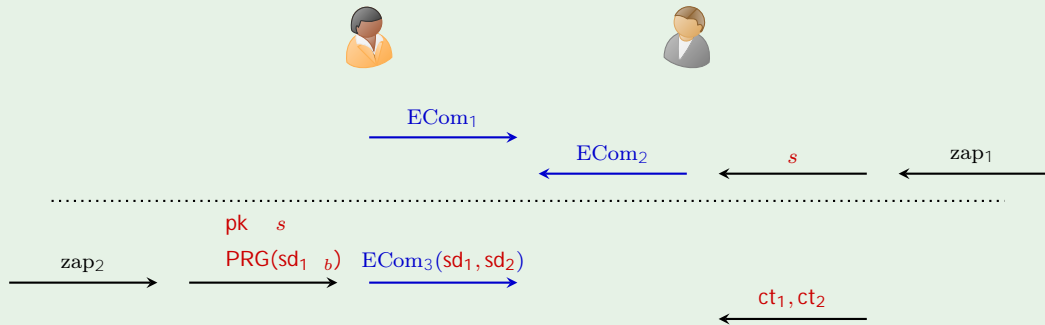 ECom₁
ECom₂ s zap₁
pk s
zap₂ PRG(sd₁ b) ECom₃(sd₁, sd₂)
ct₁, ct₂